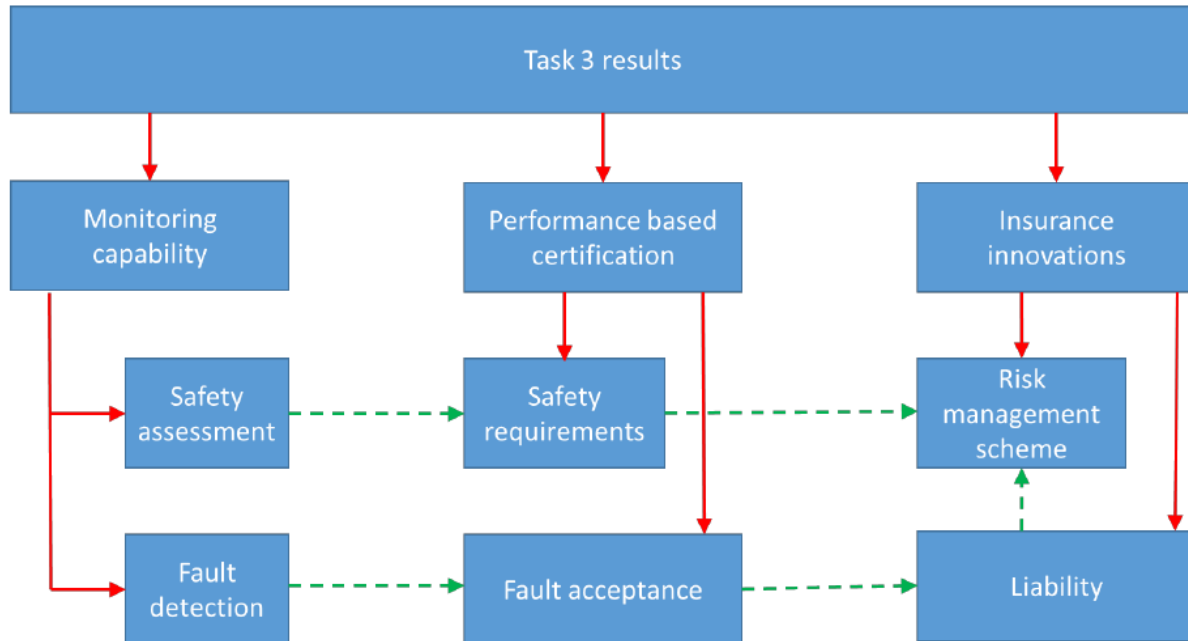 Task 3 results
Monitoring
capability
Performance based
certification
Insurance
innovations
Safety
assessment
Safety
requirements
Risk
management
scheme
Fault
detection
Fault acceptance
Liability